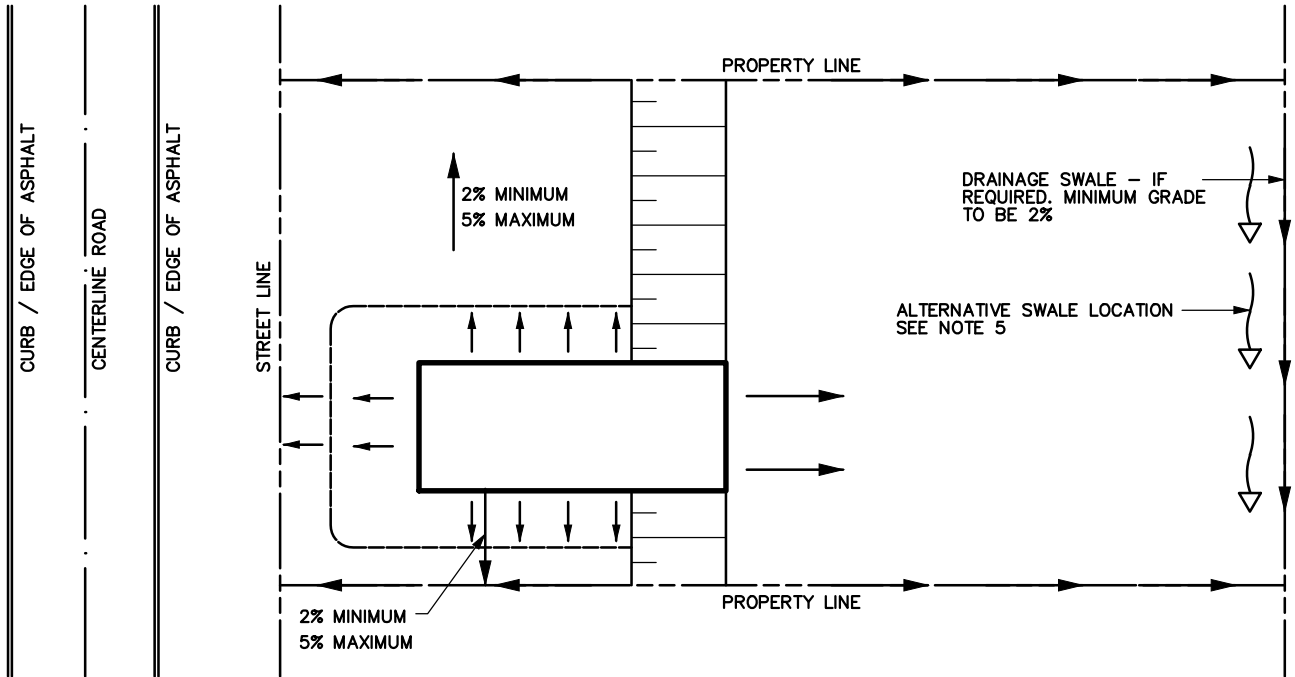 CURB / EDGE OF ASPHALT
CENTERLINE ROAD
CURB / EDGE OF ASPHALT
STREET LINE
PROPERTY LINE
2% MINIMUM
5% MAXIMUM
DRAINAGE SWALE – IF
REQUIRED. MINIMUM GRADE
TO BE 2%
ALTERNATIVE SWALE LOCATION
SEE NOTE 5
PROPERTY LINE
2% MINIMUM
5% MAXIMUM